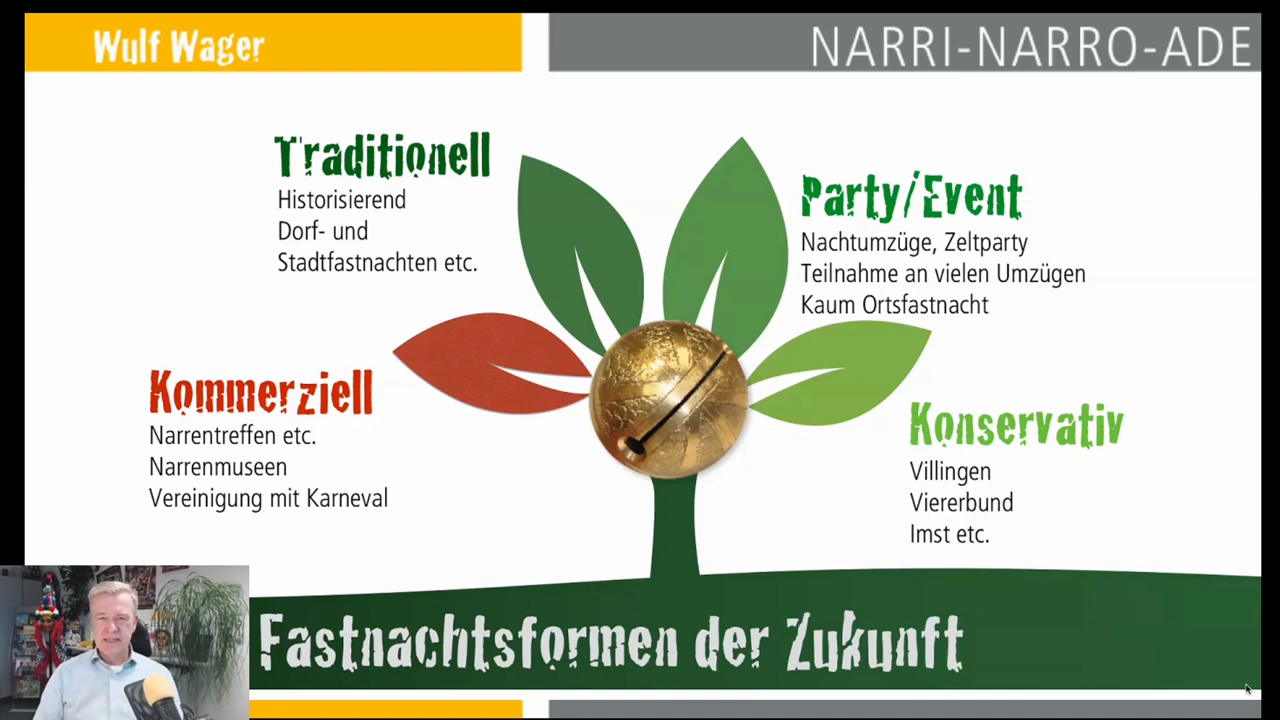 Wulf Wager
NARRI-NARRO-ADE
Traditionell
Historisierend
Dorf- und
Stadtfastnachten etc.
Party/Event
Nachtumzüge, Zeltparty
Teilnahme an vielen Umzügen
Kaum Ortsfastnacht
Kommerziell
Narrentreffen etc.
Narrenmuseen
Vereinigung mit Karneval
Konservativ
Villingen
Viererbund
Imst etc.
Fastnachtsformen der Zukunft